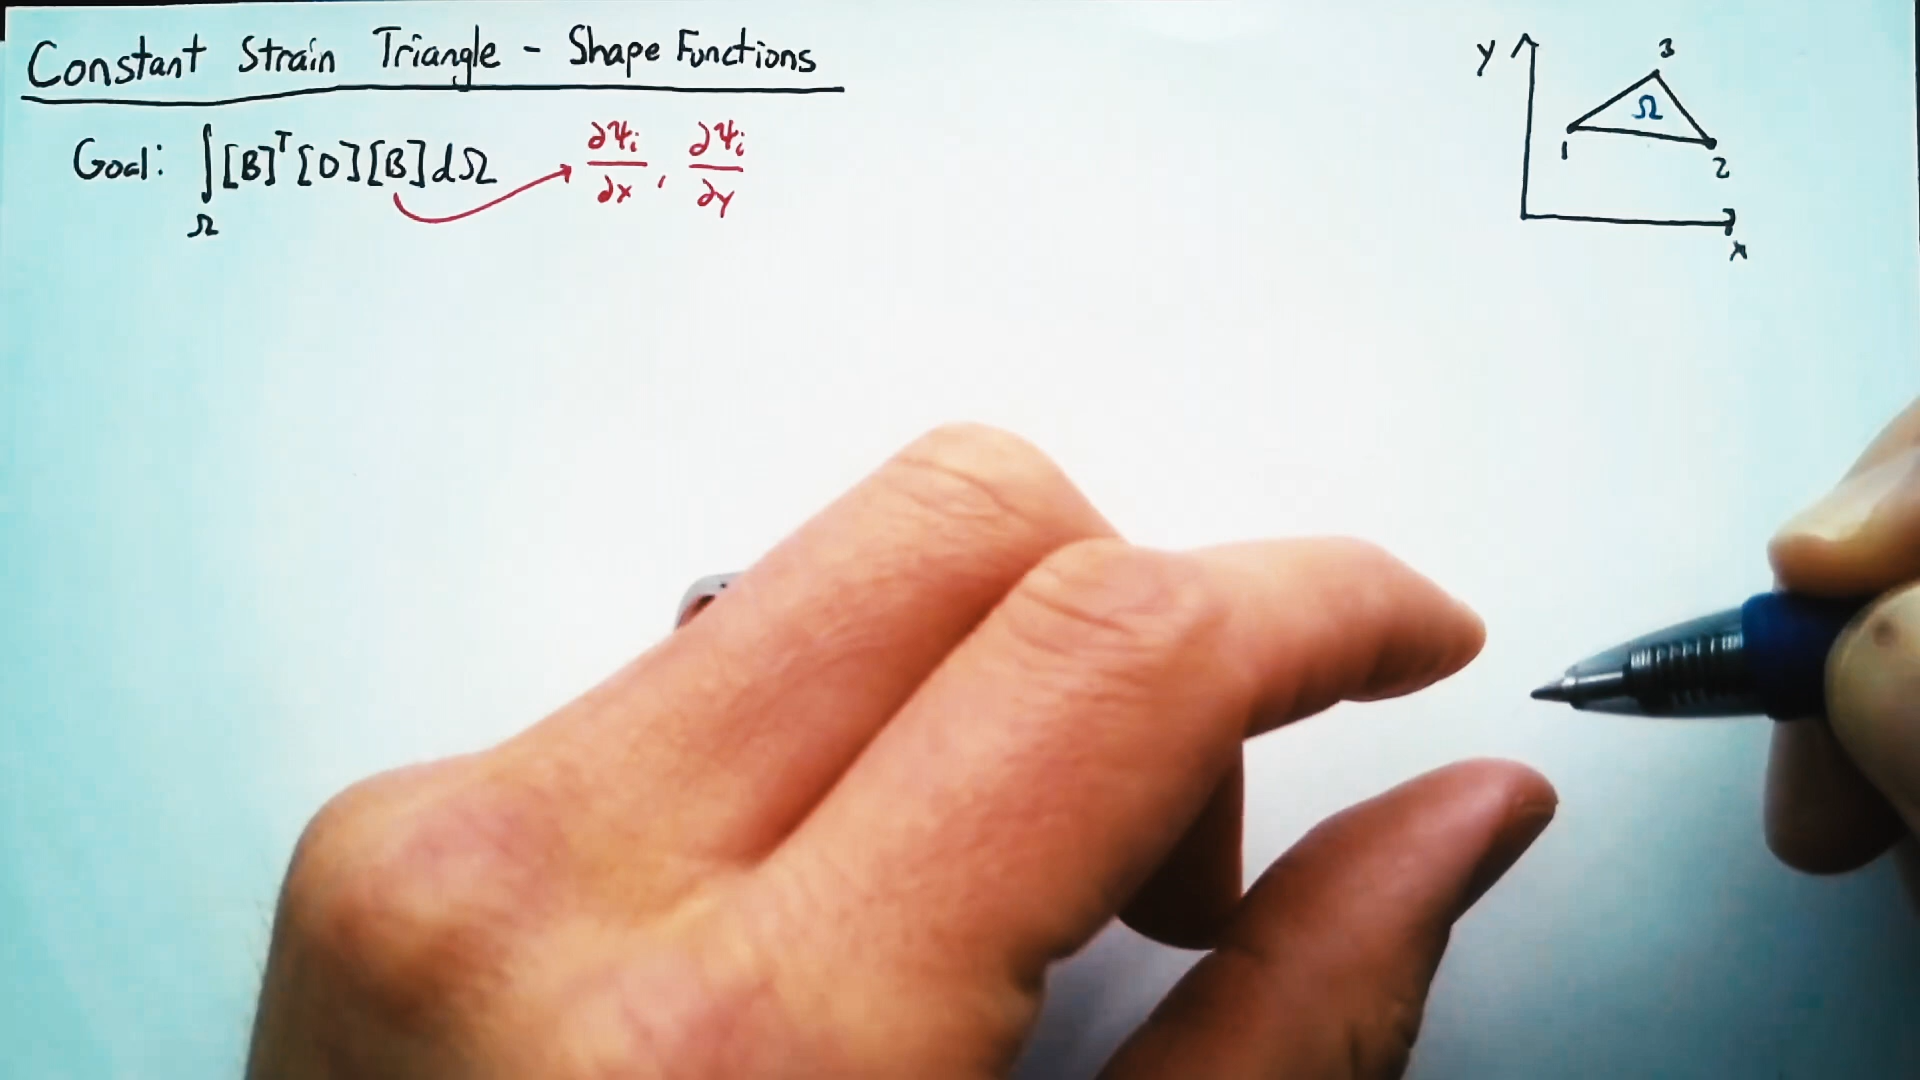 Constant Strain Triangle - Shape Functions
Goal: ∫[B]ᵀ[D][B]dΩ
Ω
∂Ψi/∂x, ∂Ψi/∂y
y
3
Ω
1
2
x